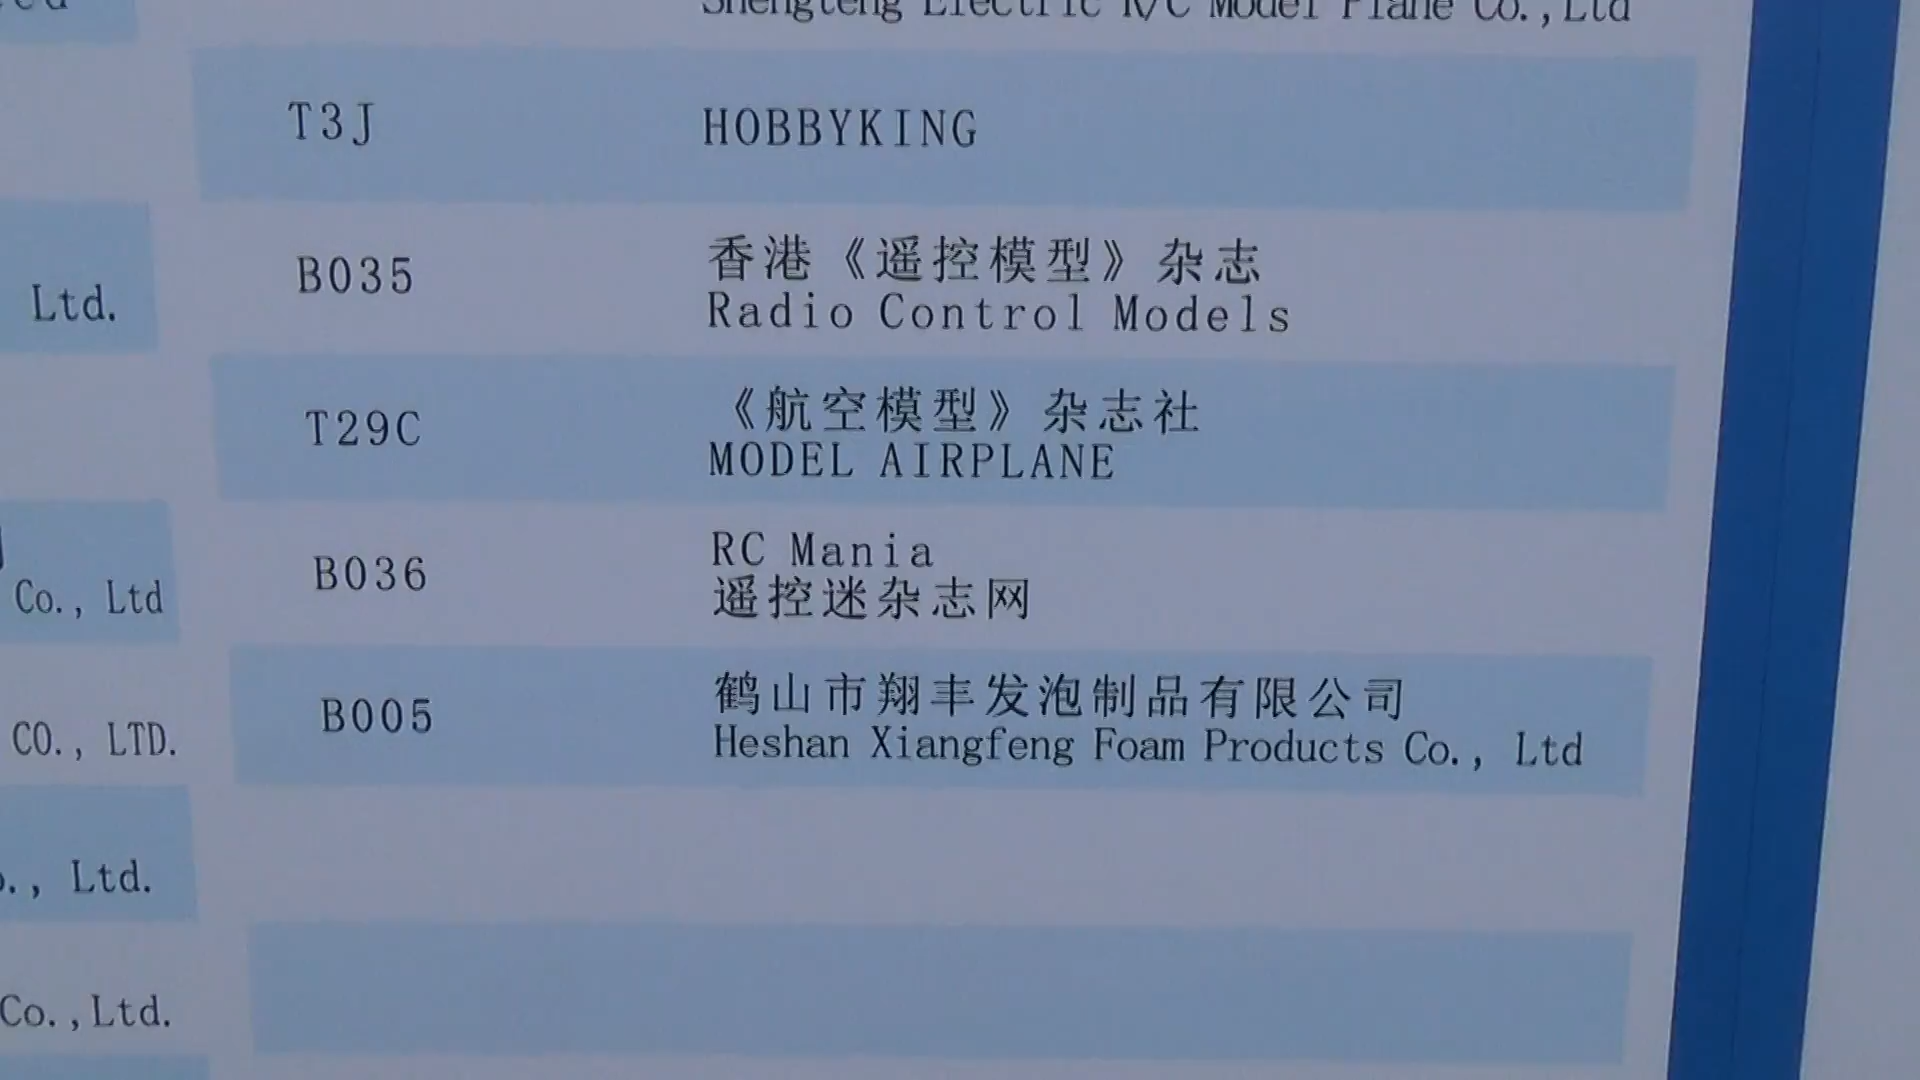 Shengteng Electric R/C Model Plane Co.,Ltd
T3J
HOBBYKING
B035
香港《遥控模型》杂志
Radio Control Models
Ltd.
T29C
《航空模型》杂志社
MODEL AIRPLANE
B036
RC Mania
遥控迷杂志网
Co., Ltd
B005
鹤山市翔丰发泡制品有限公司
Heshan Xiangfeng Foam Products Co., Ltd
CO., LTD.
., Ltd.
Co.,Ltd.